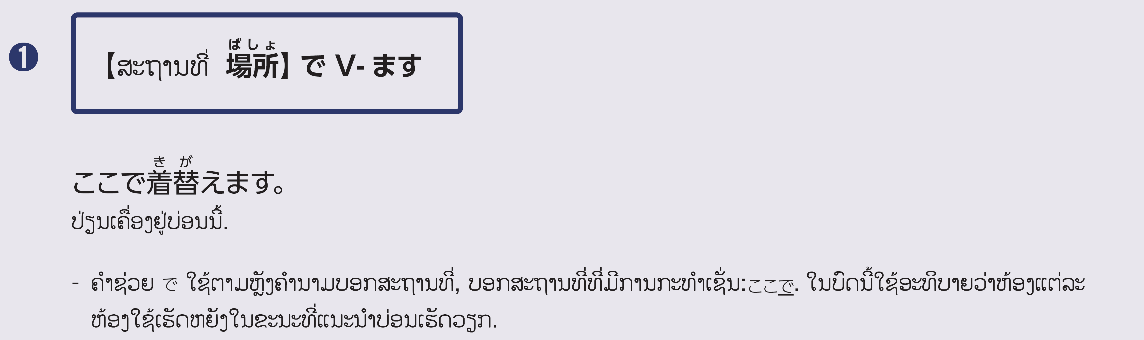 ❶ 【ສະຖານທີ່ 場所】で V- ます
ばしょ
ここで着替えます。
き が
ປ່ຽນເຄື່ອງຢູ່ບ່ອນນີ້.
- ຄຳຊ່ວຍ で ໃຊ້ຕາມຫຼັງຄຳນາມບອກສະຖານທີ່, ບອກສະຖານທີ່ທີ່ມີການກະທຳເຊັ່ນ:ここで. ໃນບົດນີ້ໃຊ້ອະທິບາຍວ່າຫ້ອງແຕ່ລະ
ຫ້ອງໃຊ້ເຮັດຫຍັງໃນຂະນະທີ່ແນະນຳບ່ອນເຮັດວຽກ.